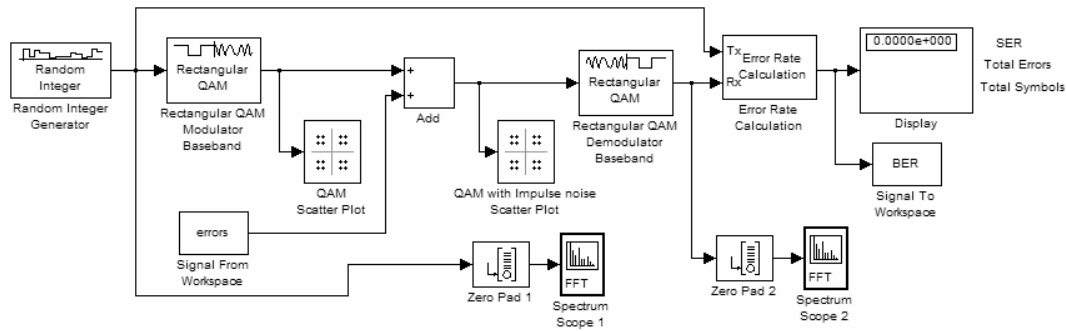 Random
Integer
Random Integer
Generator
Rectangular
QAM
Rectangular QAM
Modulator
Baseband
QAM
Scatter Plot
errors
Signal From
Workspace
+
+
Add
QAM with Impulse noise
Scatter Plot
Rectangular
QAM
Rectangular QAM
Demodulator
Baseband
Tx
Rx
Error Rate
Calculation
Error Rate
Calculation
0.0000e+000
Display
SER
Total Errors
Total Symbols
BER
Signal To
Workspace
Zero Pad 1
FFT
Spectrum
Scope 1
Zero Pad 2
FFT
Spectrum
Scope 2